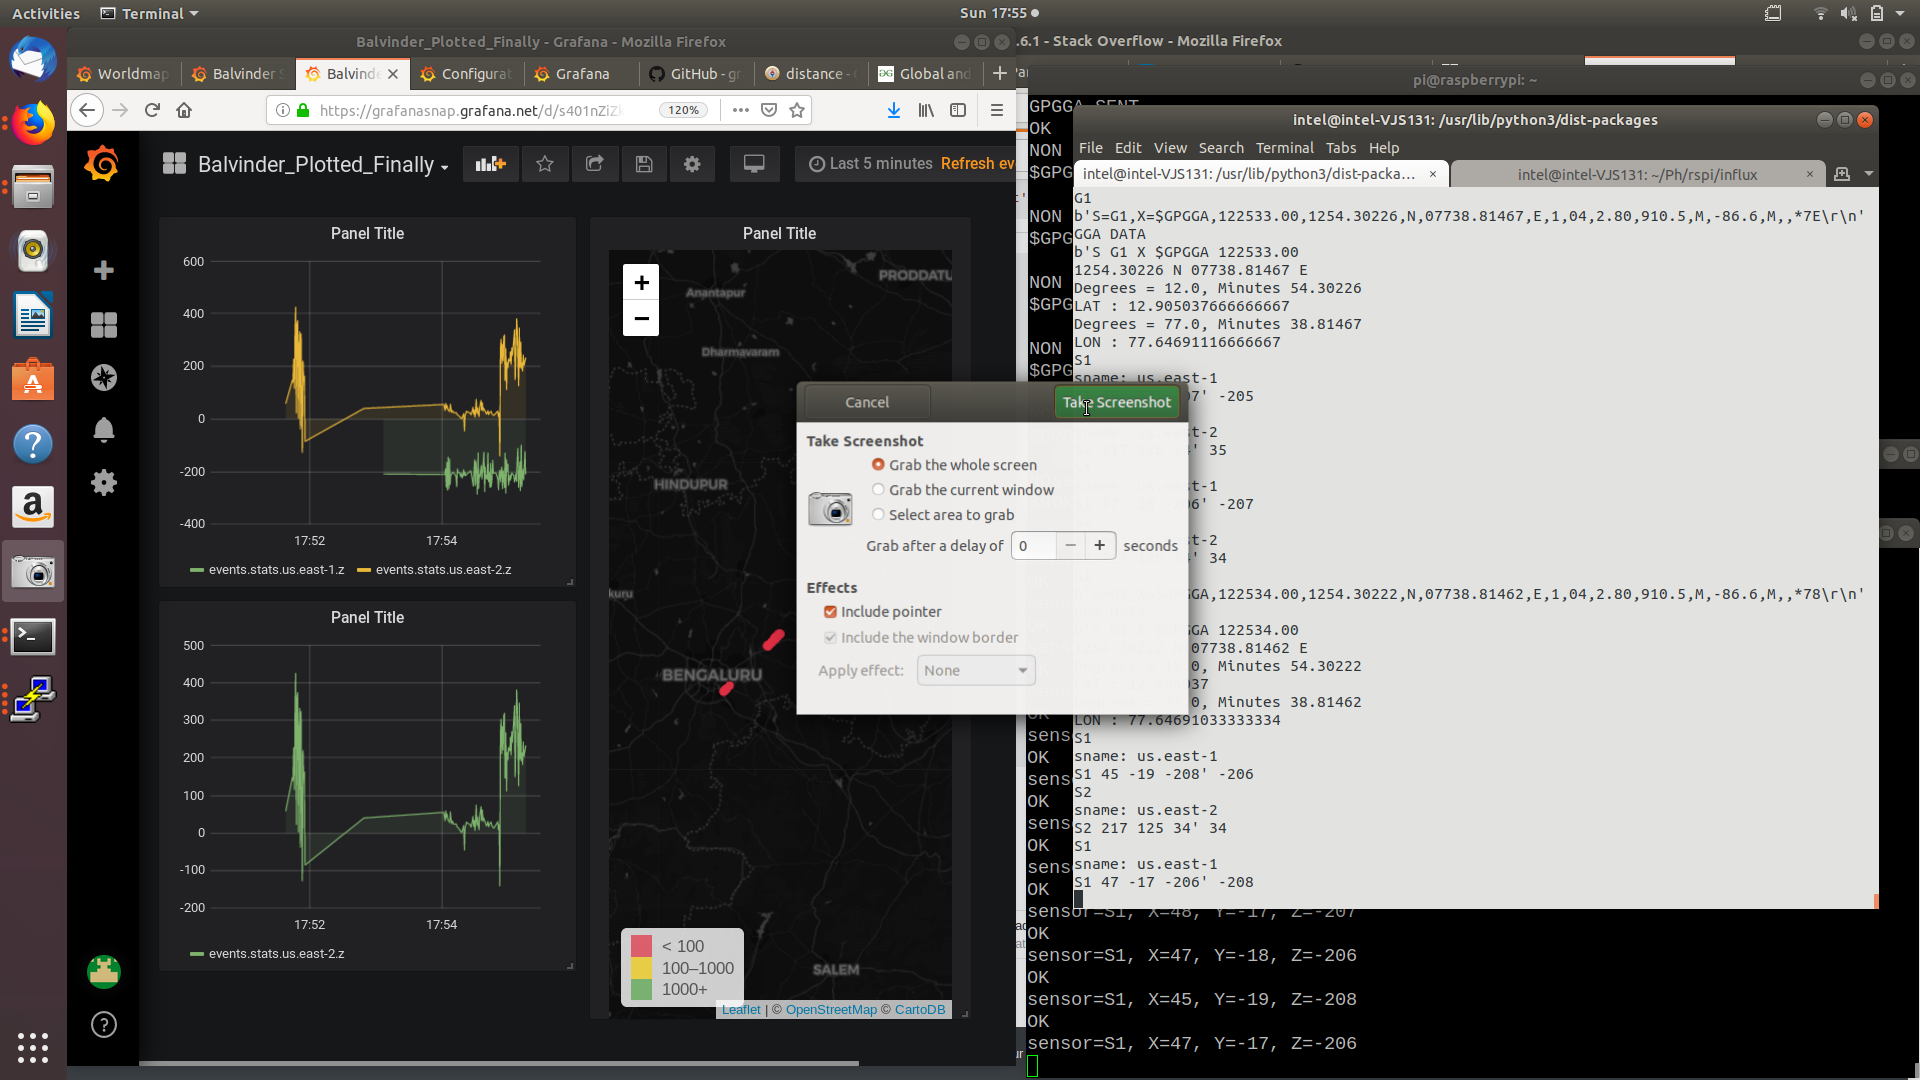 Activities
Terminal
Sun 17:55
Balvinder_Plotted_Finally - Grafana - Mozilla Firefox
.6.1 - Stack Overflow - Mozilla Firefox
Worldmap
Balvinder
Balvinde
Configurat
Grafana
GitHub - gr
distance -
Global and
https://grafanasnap.grafana.net/d/s401nZiZ
120%
Balvinder_Plotted_Finally
Last 5 minutes
Refresh ev
Panel Title
600
400
200
0
-200
-400
17:52
17:54
events.stats.us.east-1.z
events.stats.us.east-2.z
Panel Title
500
400
300
200
100
0
-100
-200
17:52
17:54
events.stats.us.east-2.z
Panel Title
+
−
PRODDATU
Anantapur
Dharmavaram
HINDUPUR
kuru
BENGALURU
SALEM
< 100
100–1000
1000+
Leaflet | © OpenStreetMap © CartoDB
Cancel
Take Screenshot
Take Screenshot
Grab the whole screen
Grab the current window
Select area to grab
Grab after a delay of
0
− +
seconds
Effects
Include pointer
Include the window border
Apply effect:
None
pi@raspberrypi: ~
GPGGA SENT
OK
NON
$GPG
NON
$GPG
NON
$GPG
NON
$GPG
intel@intel-VJS131: /usr/lib/python3/dist-packages
File Edit View Search Terminal Tabs Help
intel@intel-VJS131: /usr/lib/python3/dist-packa...
intel@intel-VJS131: ~/Ph/rspi/influx
G1
b'S=G1,X=$GPGGA,122533.00,1254.30226,N,07738.81467,E,1,04,2.80,910.5,M,-86.6,M,,*7E\r\n'
GGA DATA
b'S G1 X $GPGGA 122533.00
1254.30226 N 07738.81467 E
Degrees = 12.0, Minutes 54.30226
LAT : 12.905037666666667
Degrees = 77.0, Minutes 38.81467
LON : 77.64691116666667
S1
sname: us.east-1
07' -205
t-2
' 35
t-1
06' -207
t-2
' 34
GA,122534.00,1254.30222,N,07738.81462,E,1,04,2.80,910.5,M,-86.6,M,,*78\r\n'
GA 122534.00
07738.81462 E
0, Minutes 54.30222
37
0, Minutes 38.81462
LON : 77.64691033333334
S1
sname: us.east-1
S1 45 -19 -208' -206
S2
sname: us.east-2
S2 217 125 34' 34
S1
sname: us.east-1
S1 47 -17 -206' -208
OK
sens
OK
sens
OK
sens
OK
sens
OK
sensor=S1, X=48, Y=-17, Z=-207
OK
sensor=S1, X=47, Y=-18, Z=-206
OK
sensor=S1, X=45, Y=-19, Z=-208
OK
sensor=S1, X=47, Y=-17, Z=-206